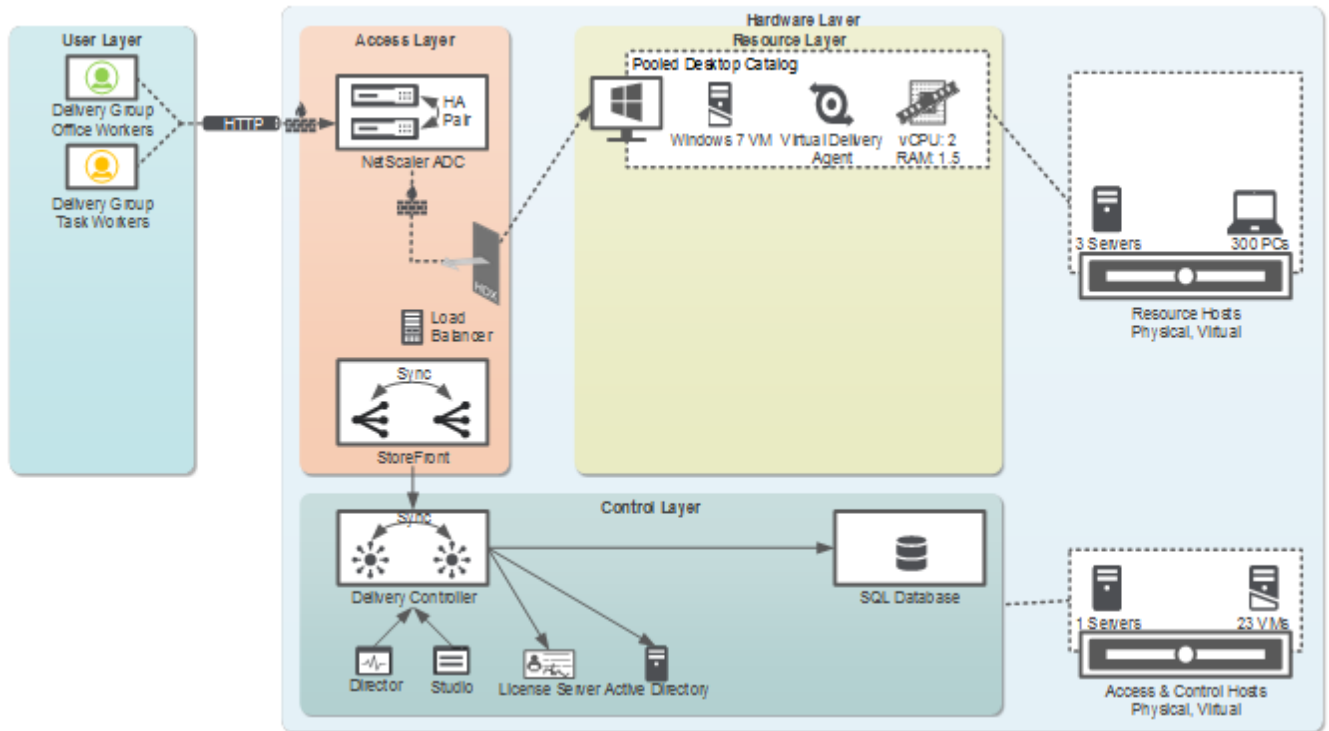 Hardware Layer
User Layer
Delivery Group
Office Workers
Delivery Group
Task Workers
HTTP
Access Layer
HA
Pair
NetScaler ADC
HDX
Load
Balancer
Sync
StoreFront
Resource Layer
Pooled Desktop Catalog
Windows 7 VM
Virtual Delivery
Agent
vCPU: 2
RAM: 1.5
3 Servers
300 PCs
Resource Hosts
Physical, Virtual
Control Layer
Sync
Delivery Controller
SQL Database
Director
Studio
License Server
Active Directory
1 Servers
23 VMs
Access & Control Hosts
Physical, Virtual